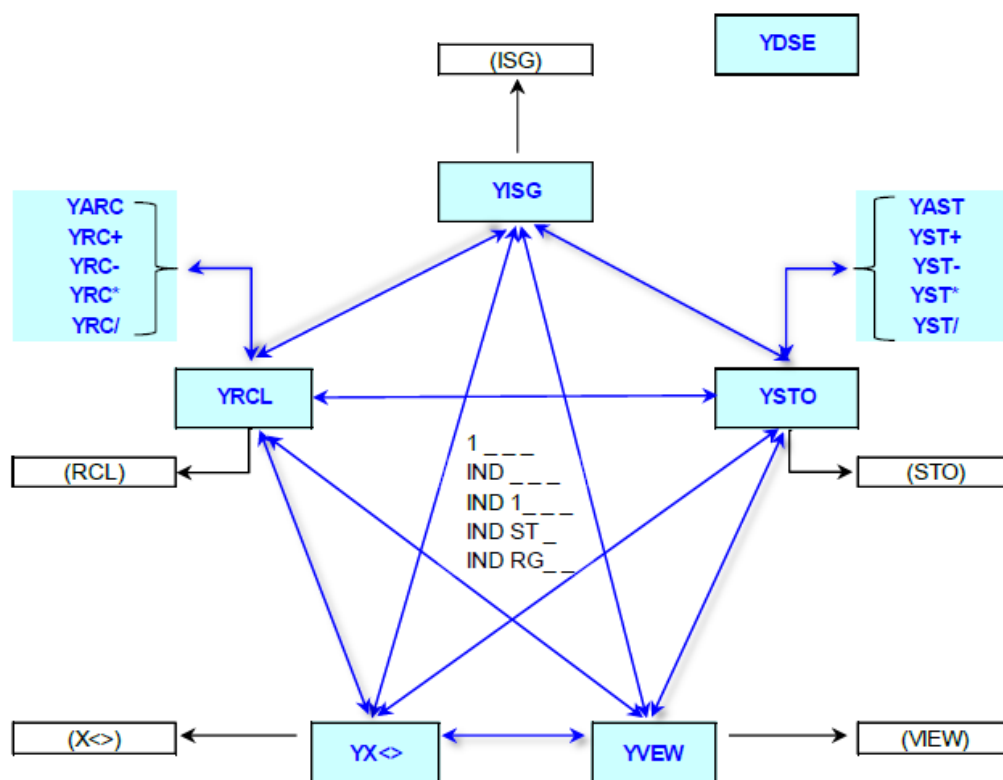 YDSE
(ISG)
YISG
YARC
YRC+
YRC-
YRC*
YRC/
YAST
YST+
YST-
YST*
YST/
YRCL
YSTO
1 _ _ _
IND _ _ _
IND 1_ _ _
IND ST _
IND RG_ _
(RCL)
(STO)
(X<>)
YX<>
YVEW
(VIEW)